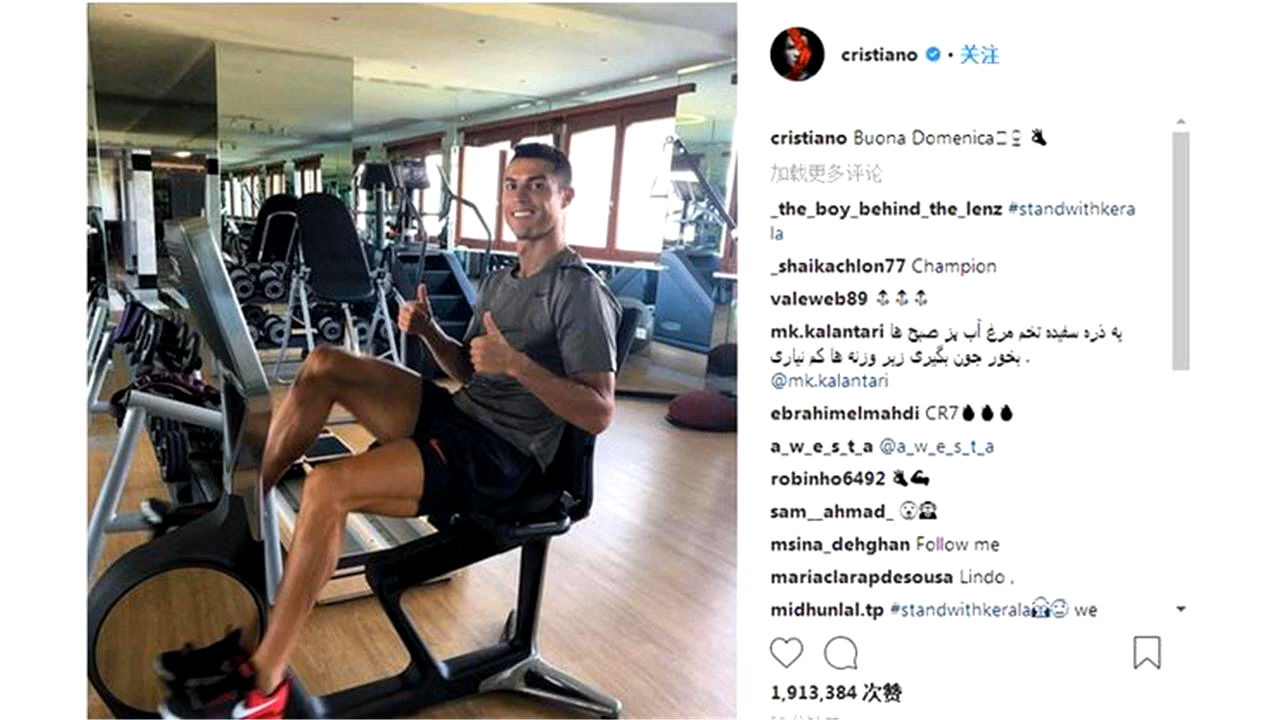 cristiano • 关注
cristiano Buona Domenica
加载更多评论
_the_boy_behind_the_lenz #standwithkera
la
_shaikachlon77 Champion
valeweb89
mk.kalantari یه ذره سفیده تخم مرغ آب پز صبح ها
بخور جون بگیری زیر وزنه ها کم نیاری .
@mk.kalantari
ebrahimelmahdi CR7
a_w_e_s_t_a @a_w_e_s_t_a
robinho6492
sam__ahmad_
msina_dehghan Follow me
mariaclarapdesousa Lindo .
midhunlal.tp #standwithkerala we
1,913,384 次赞